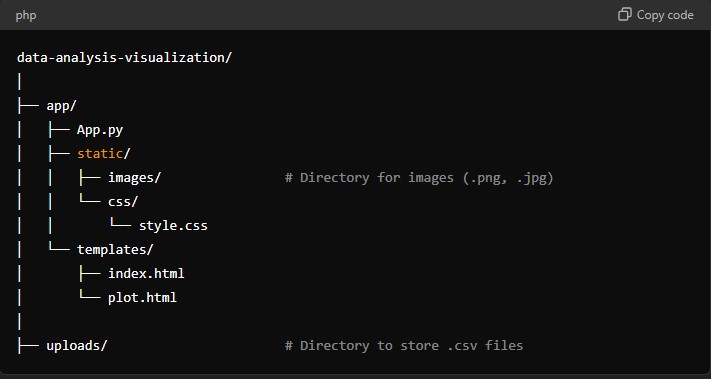 php Copy code
data-analysis-visualization/
│
├── app/
│   ├── App.py
│   ├── static/
│   │   ├── images/                # Directory for images (.png, .jpg)
│   │   └── css/
│   │       └── style.css
│   └── templates/
│       ├── index.html
│       └── plot.html
│
├── uploads/                       # Directory to store .csv files